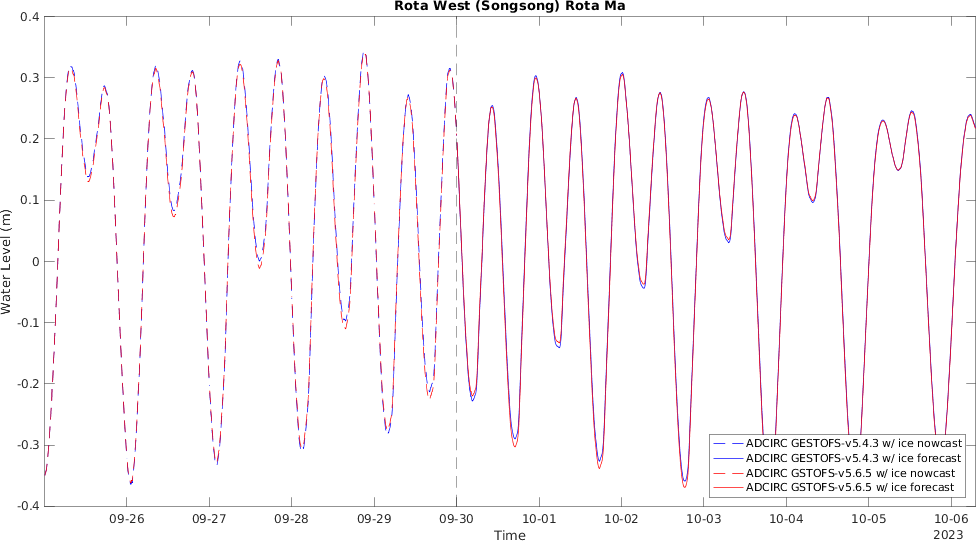 Rota West (Songsong) Rota Ma
0.4
0.3
0.2
0.1
0
-0.1
-0.2
-0.3
-0.4
Water Level (m)
ADCIRC GESTOFS-v5.4.3 w/ ice nowcast
ADCIRC GESTOFS-v5.4.3 w/ ice forecast
ADCIRC GSTOFS-v5.6.5 w/ ice nowcast
ADCIRC GSTOFS-v5.6.5 w/ ice forecast
09-26 09-27 09-28 09-29 09-30 10-01 10-02 10-03 10-04 10-05 10-06
Time
2023